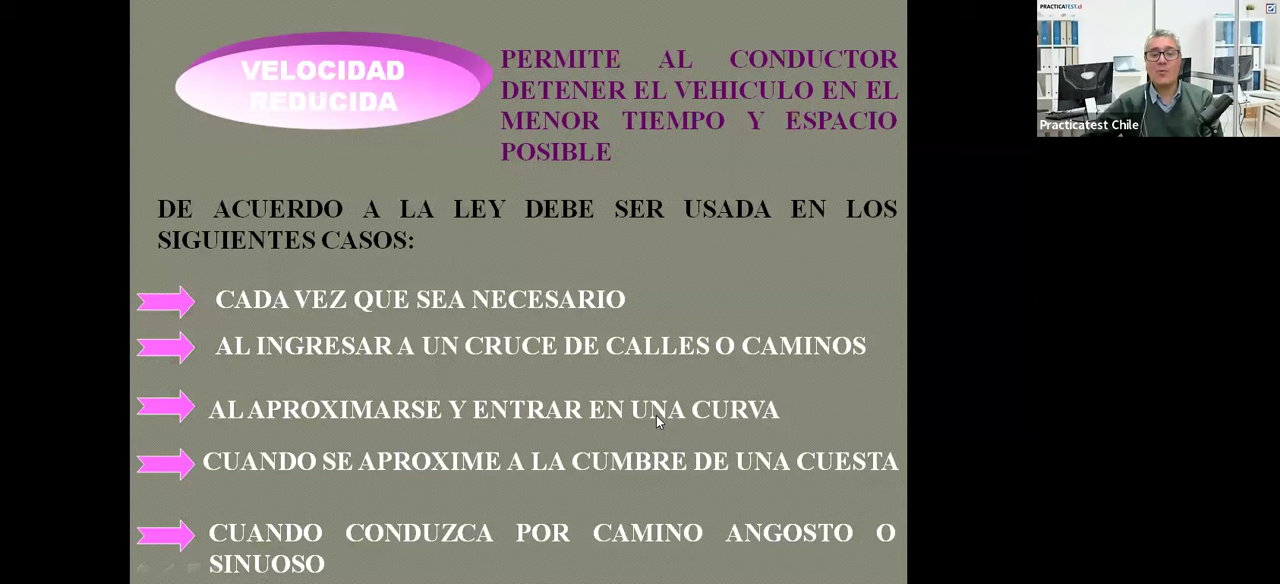 VELOCIDAD
REDUCIDA
PERMITE AL CONDUCTOR
DETENER EL VEHICULO EN EL
MENOR TIEMPO Y ESPACIO
POSIBLE
DE ACUERDO A LA LEY DEBE SER USADA EN LOS
SIGUIENTES CASOS:
CADA VEZ QUE SEA NECESARIO
AL INGRESAR A UN CRUCE DE CALLES O CAMINOS
AL APROXIMARSE Y ENTRAR EN UNA CURVA
CUANDO SE APROXIME A LA CUMBRE DE UNA CUESTA
CUANDO CONDUZCA POR CAMINO ANGOSTO O
SINUOSO
PRACTICATEST.cl
Practicatest Chile